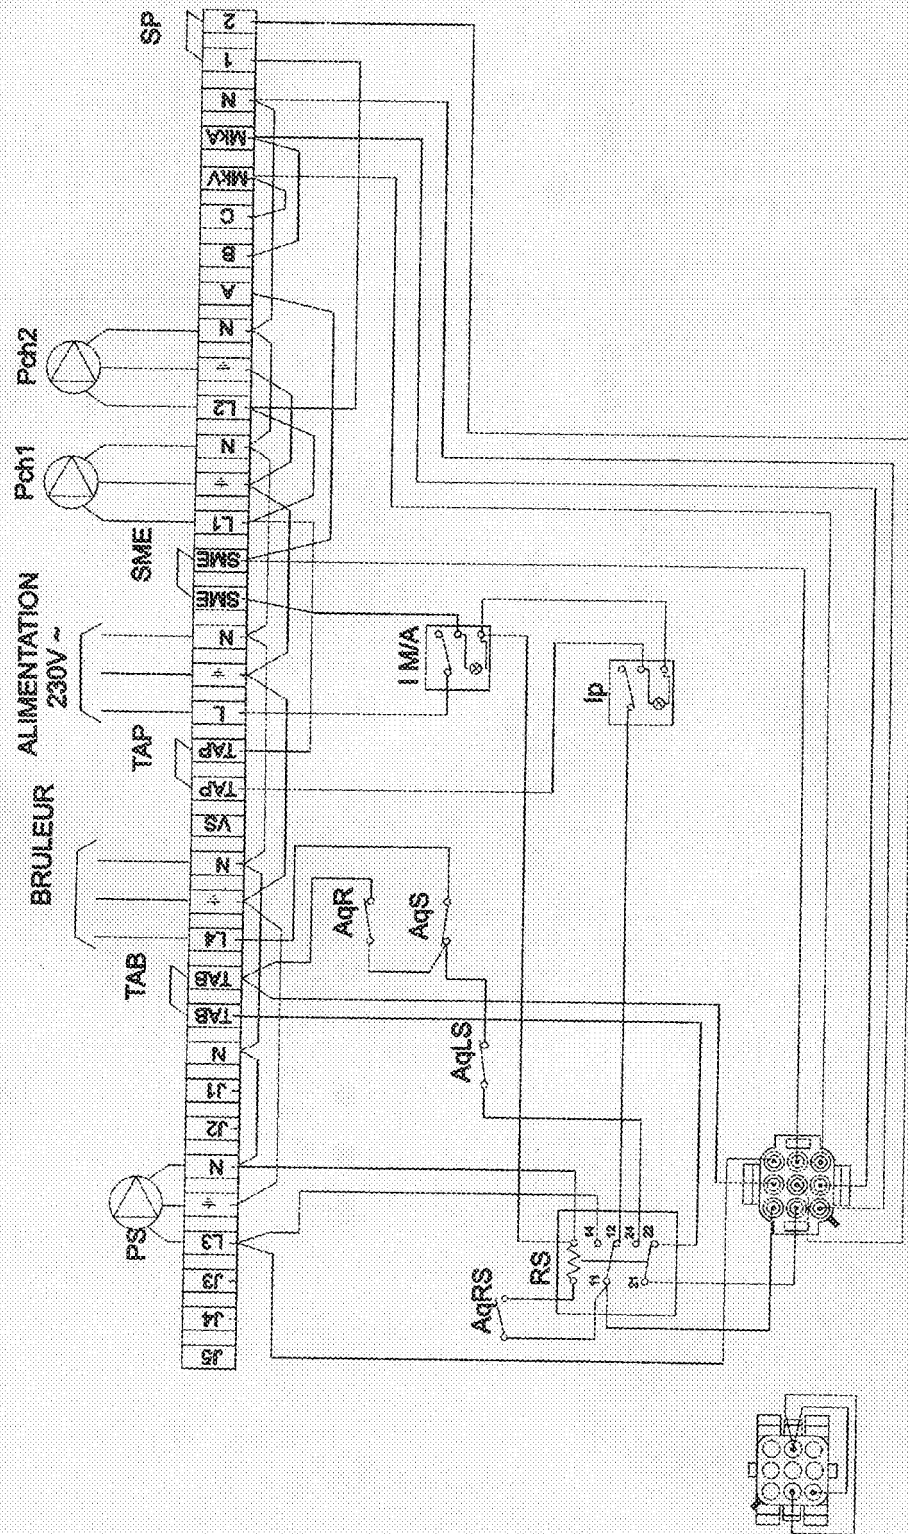 SP
2
1
N
MkA
MkV
C
B
A
Pch2
N
L2
Pch1
N
L1
SME
SME
SME
ALIMENTATION
230V ~
N
L
TAP
TAP
TAP
VS
BRULEUR
N
L4
TAB
TAB
TAB
N
J1
J2
PS
N
L3
J3
J4
J5
I M/A
Ip
AqR
AqS
AqLS
AqRS
RS
14
12
24
22
11
21